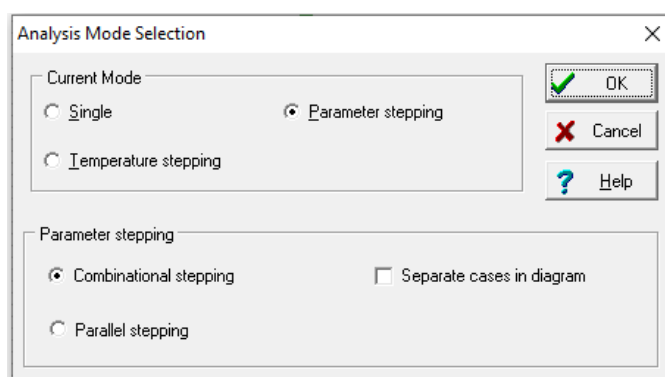 Analysis Mode Selection
Current Mode
Single
Parameter stepping
Temperature stepping
OK
Cancel
? Help
Parameter stepping
Combinational stepping
Separate cases in diagram
Parallel stepping